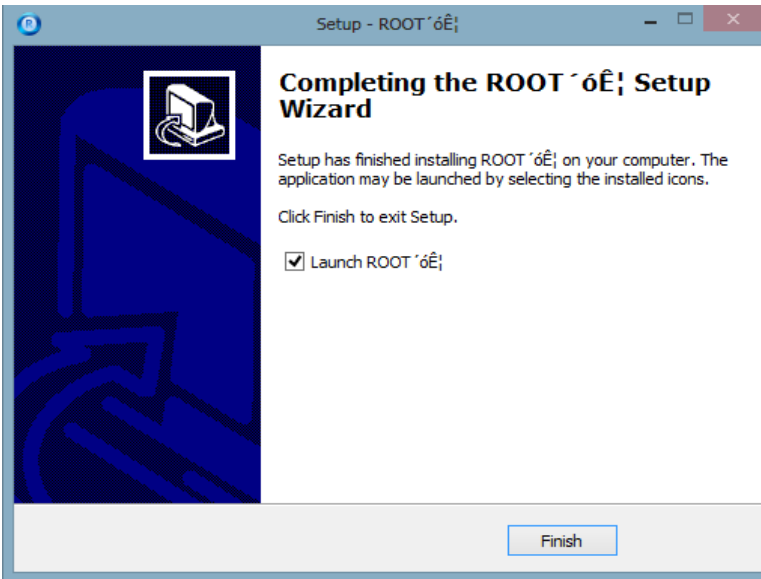 Setup - ROOT´óÊ¦
Completing the ROOT´óÊ¦ Setup
Wizard
Setup has finished installing ROOT´óÊ¦ on your computer. The
application may be launched by selecting the installed icons.
Click Finish to exit Setup.
Launch ROOT´óÊ¦
Finish